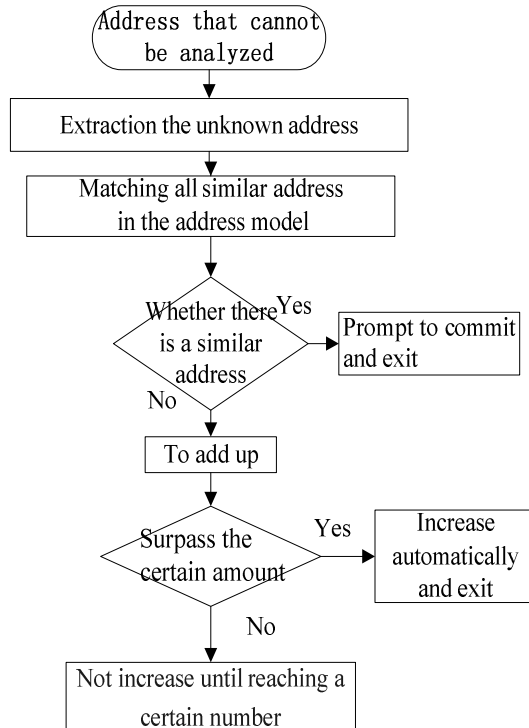 Address that cannot
be analyzed
Extraction the unknown address
Matching all similar address
in the address model
Whether there
is a similar
address
Yes
Prompt to commit
and exit
No
To add up
Surpass the
certain amount
Yes
Increase
automatically
and exit
No
Not increase until reaching a
certain number